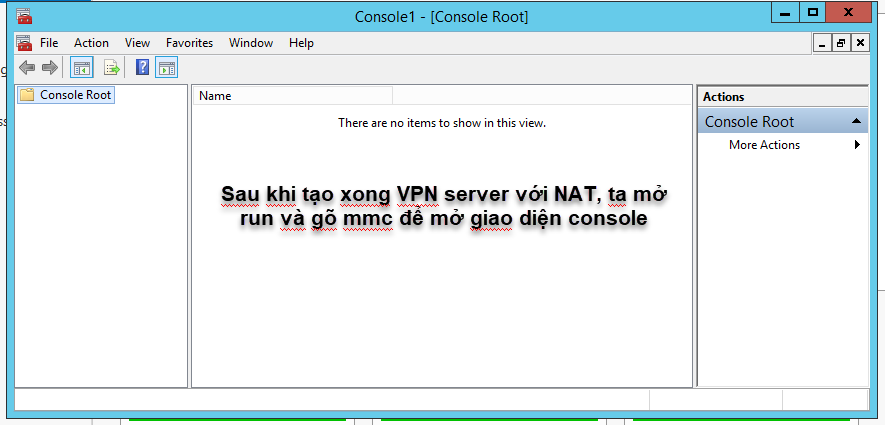 Console1 - [Console Root]
File Action View Favorites Window Help
Console Root
Name
There are no items to show in this view.
Actions
Console Root
More Actions
Sau khi tạo xong VPN server với NAT, ta mở
run và gõ mmc để mở giao diện console